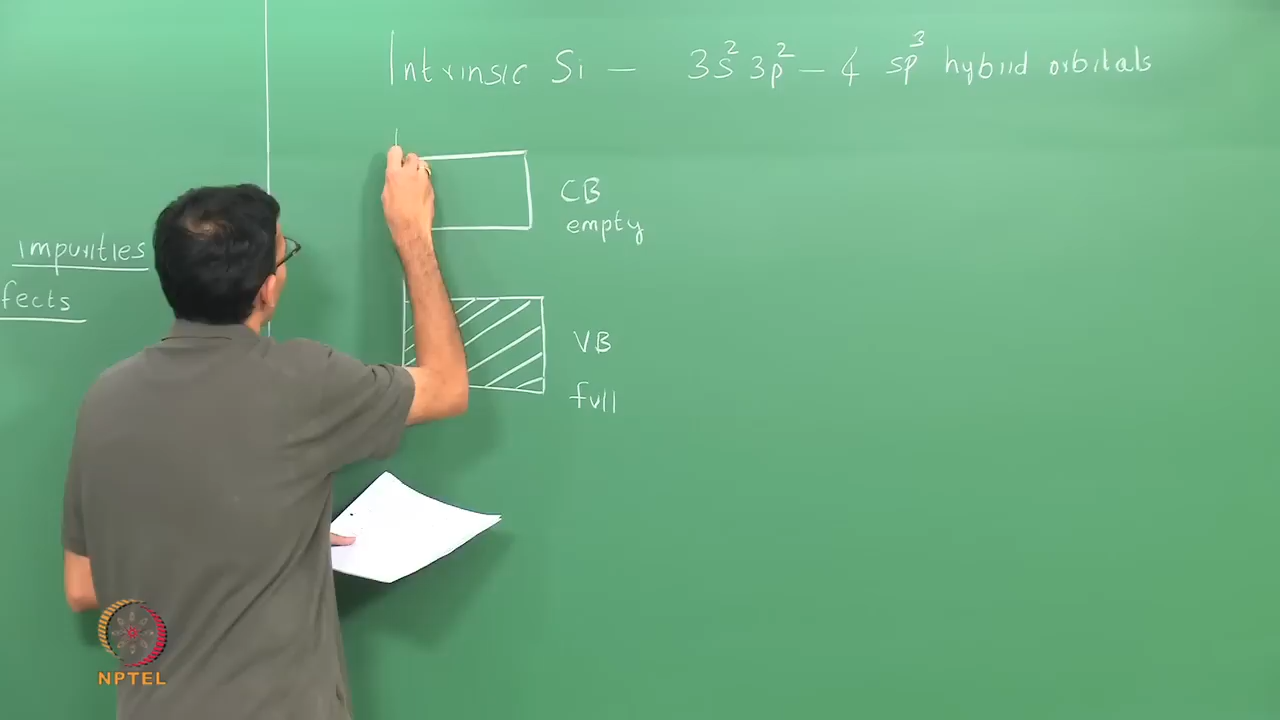 Intrinsic Si – 3s² 3p² – 4 sp³ hybrid orbitals
impurities
fects
CB
empty
VB
full
NPTEL